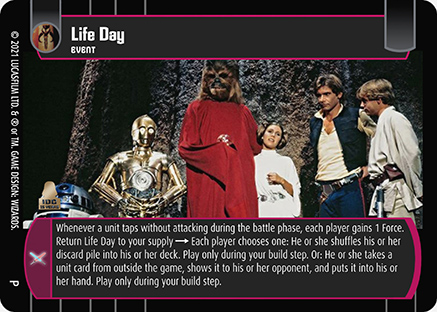 Life Day
EVENT
© 2021 LUCASFILM LTD. & ® or TM. GAME DESIGN: WIZARDS.
Whenever a unit taps without attacking during the battle phase, each player gains 1 Force.
Return Life Day to your supply → Each player chooses one: He or she shuffles his or her
discard pile into his or her deck. Play only during your build step. Or: He or she takes a
unit card from outside the game, shows it to his or her opponent, and puts it into his or
her hand. Play only during your build step.
P